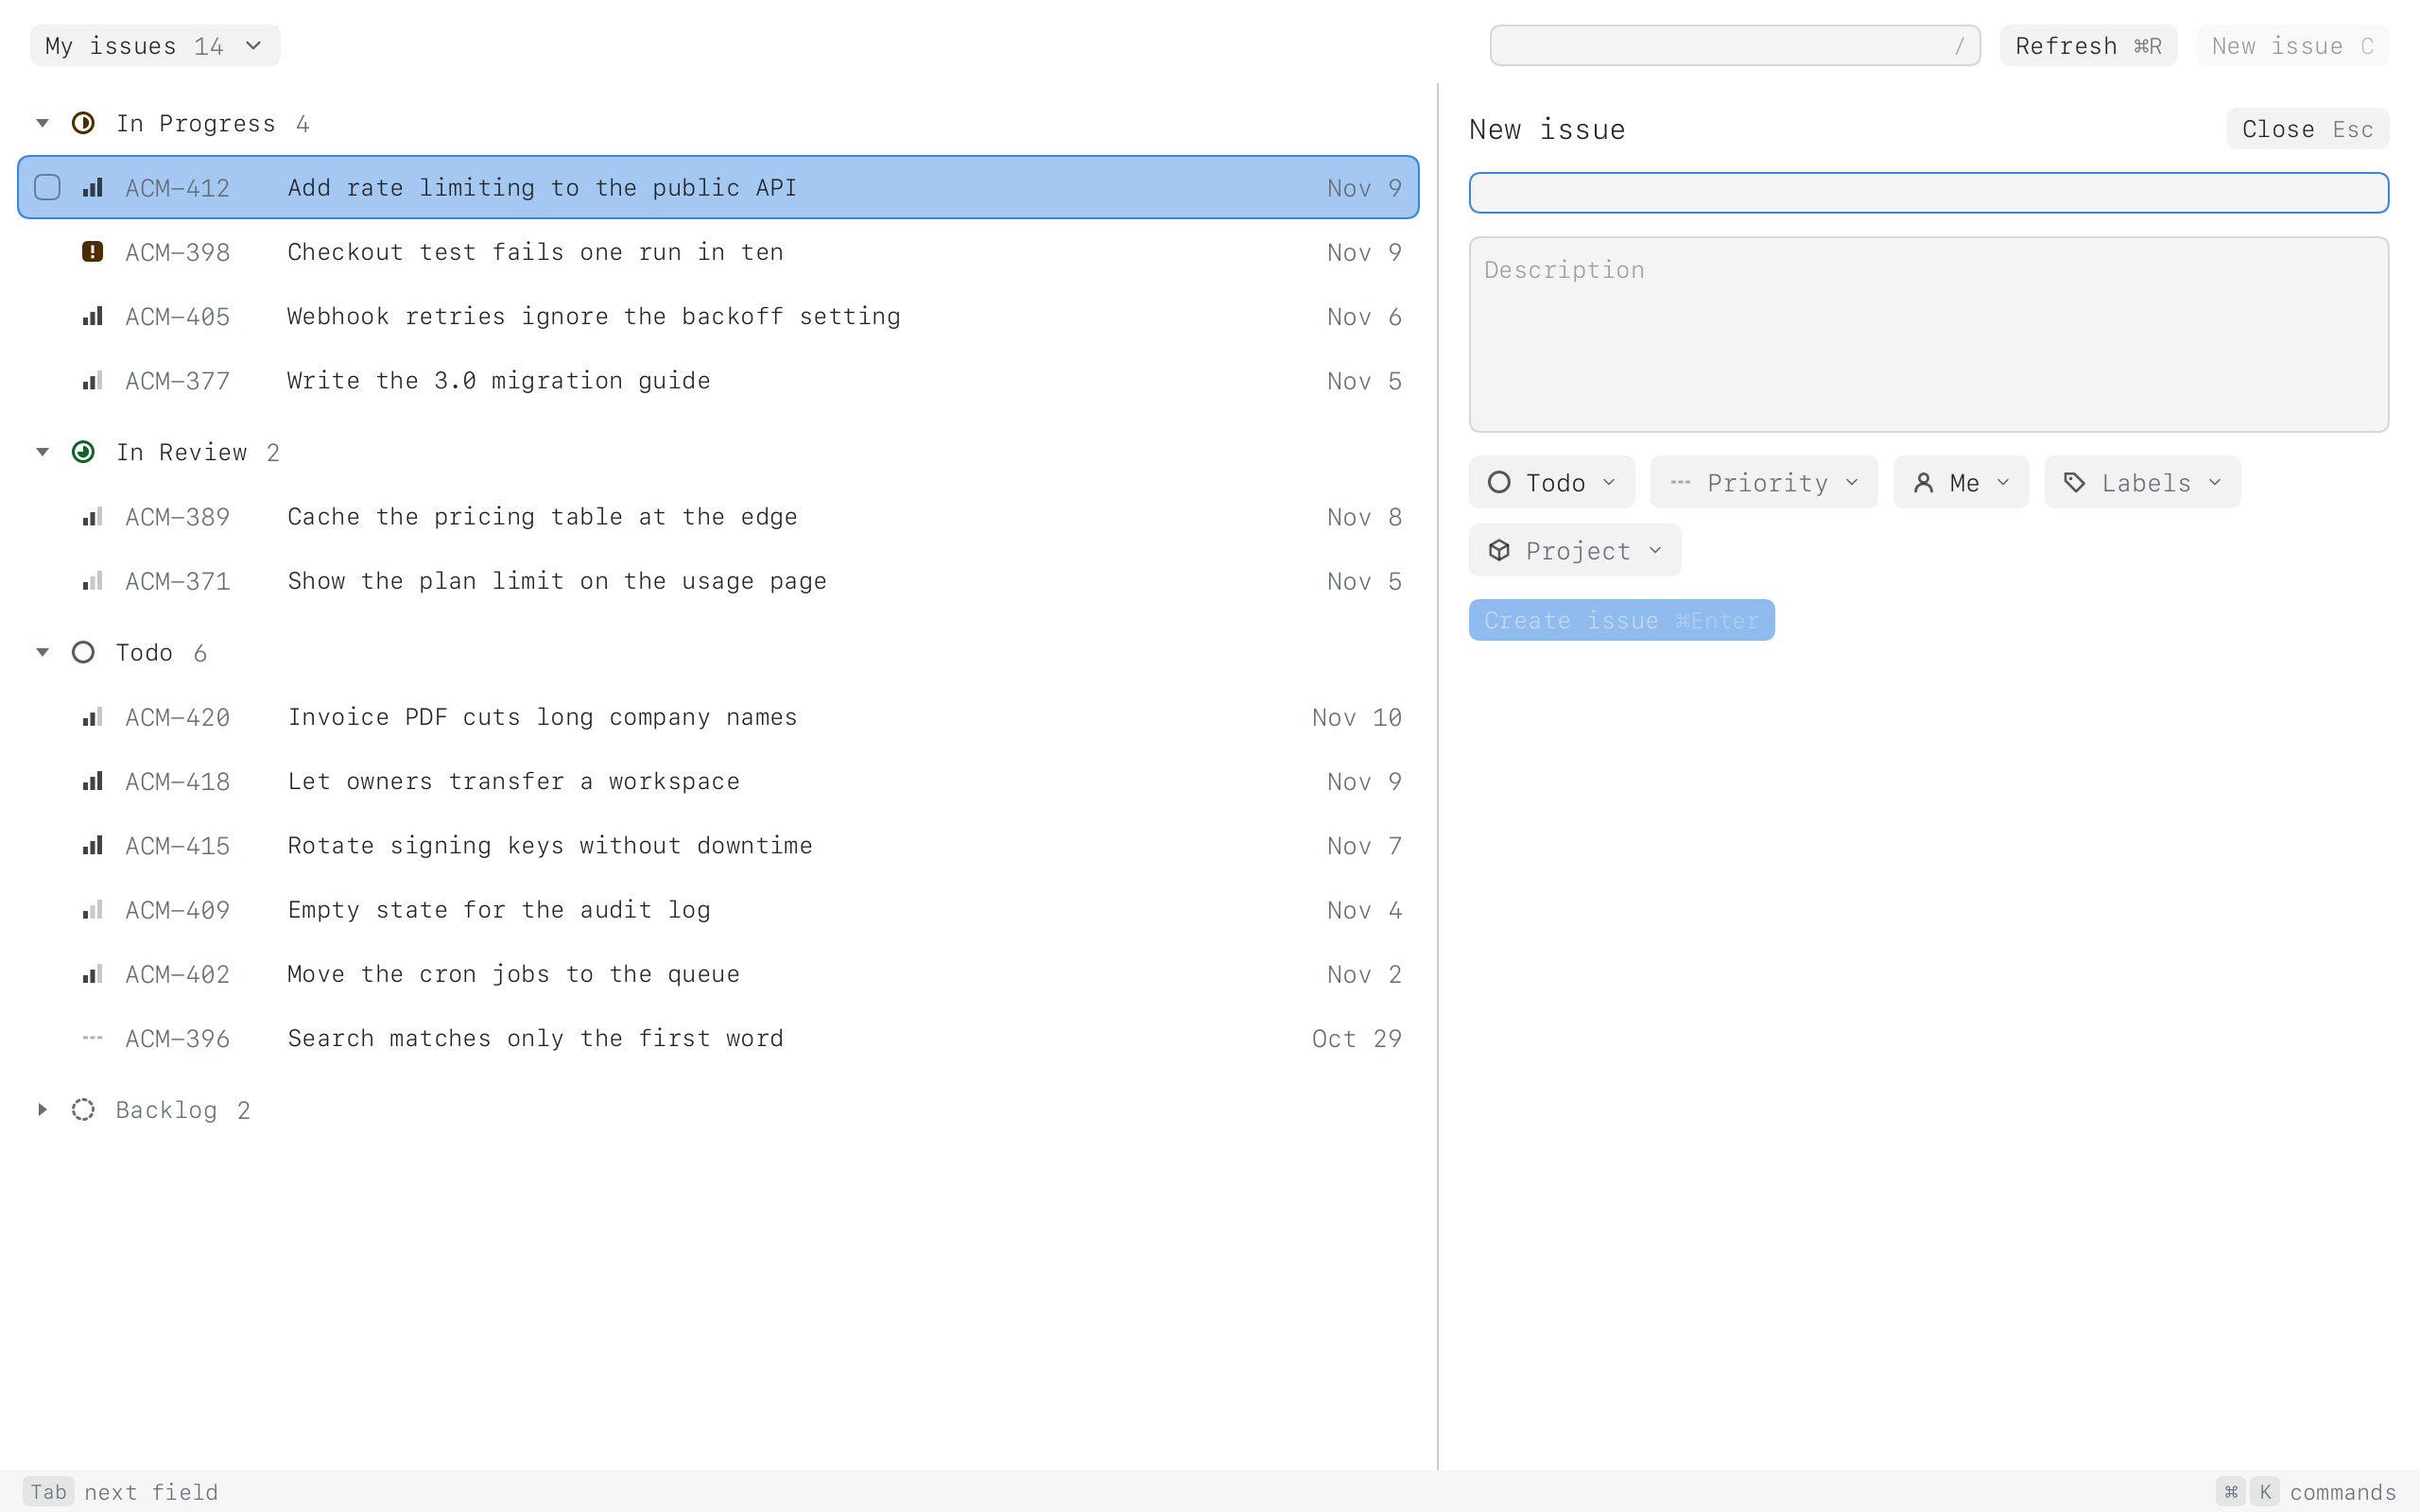 My issues 14
/
Refresh ⌘R
New issue C
In Progress 4
ACM-412 Add rate limiting to the public API Nov 9
ACM-398 Checkout test fails one run in ten Nov 9
ACM-405 Webhook retries ignore the backoff setting Nov 6
ACM-377 Write the 3.0 migration guide Nov 5
In Review 2
ACM-389 Cache the pricing table at the edge Nov 8
ACM-371 Show the plan limit on the usage page Nov 5
Todo 6
ACM-420 Invoice PDF cuts long company names Nov 10
ACM-418 Let owners transfer a workspace Nov 9
ACM-415 Rotate signing keys without downtime Nov 7
ACM-409 Empty state for the audit log Nov 4
ACM-402 Move the cron jobs to the queue Nov 2
ACM-396 Search matches only the first word Oct 29
Backlog 2
New issue
Close Esc
Description
Todo Priority Me Labels
Project
Create issue ⌘Enter
Tab next field
⌘ K commands